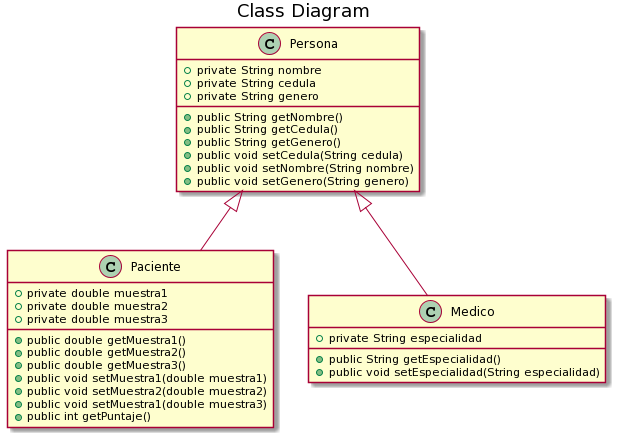 Class Diagram
C Persona
private String nombre
private String cedula
private String genero
public String getNombre()
public String getCedula()
public String getGenero()
public void setCedula(String cedula)
public void setNombre(String nombre)
public void setGenero(String genero)
C Paciente
private double muestra1
private double muestra2
private double muestra3
public double getMuestra1()
public double getMuestra2()
public double getMuestra3()
public void setMuestra1(double muestra1)
public void setMuestra2(double muestra2)
public void setMuestra1(double muestra3)
public int getPuntaje()
C Medico
private String especialidad
public String getEspecialidad()
public void setEspecialidad(String especialidad)